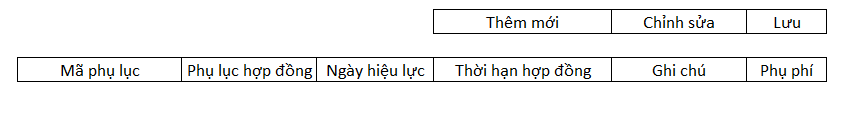 Thêm mới Chỉnh sửa Lưu
Mã phụ lục Phụ lục hợp đồng Ngày hiệu lực Thời hạn hợp đồng Ghi chú Phụ phí